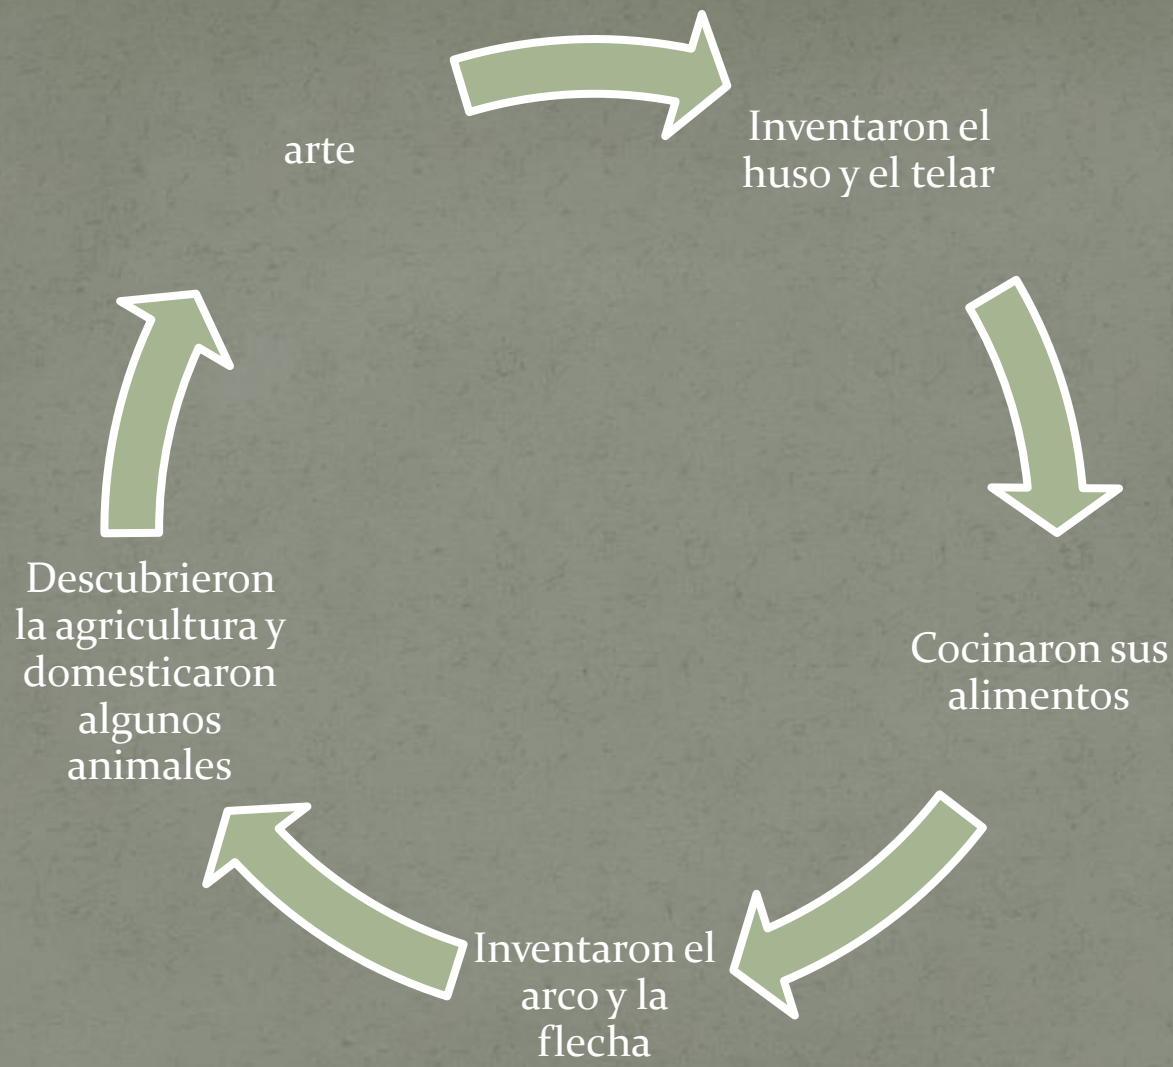 arte
Inventaron el
huso y el telar
Cocinaron sus
alimentos
Inventaron el
arco y la
flecha
Descubrieron
la agricultura y
domesticaron
algunos
animales